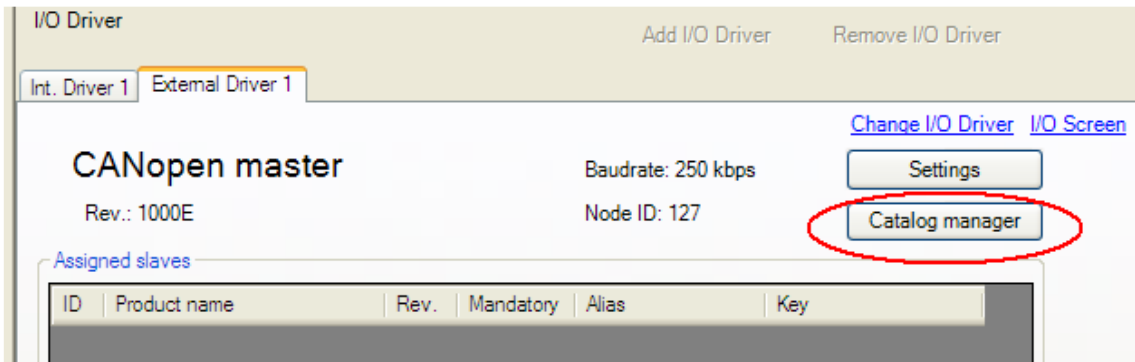 I/O Driver
Add I/O Driver Remove I/O Driver
Int. Driver 1 External Driver 1
Change I/O Driver I/O Screen
CANopen master Baudrate: 250 kbps Settings
Rev.: 1000E Node ID: 127 Catalog manager
Assigned slaves
ID Product name Rev. Mandatory Alias Key